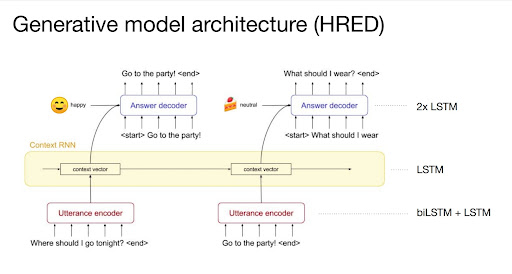 Generative model architecture (HRED)
Go to the party! <end>
What should I wear? <end>
happy
Answer decoder
neutral
Answer decoder
2x LSTM
<start> Go to the party!
<start> What should I wear
Context RNN
context vector
context vector
LSTM
Utterance encoder
Utterance encoder
biLSTM + LSTM
Where should I go tonight? <end>
Go to the party! <end>